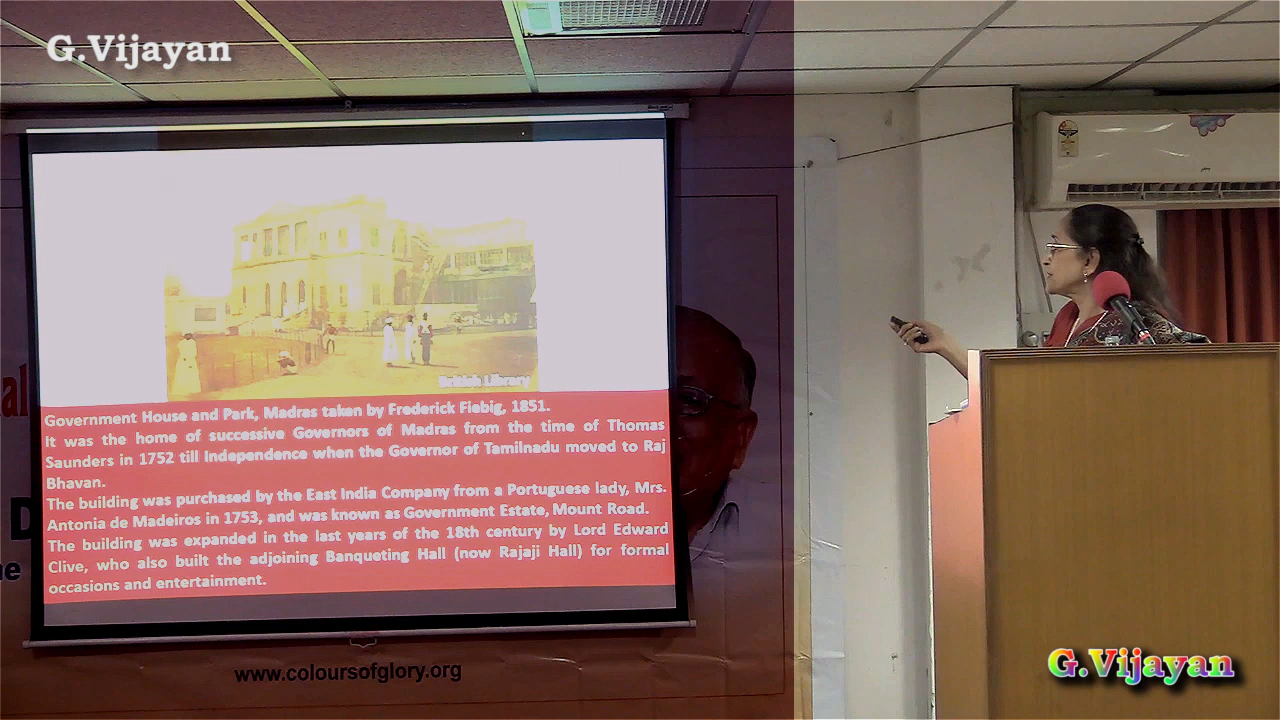 G.Vijayan
British Library
Government House and Park, Madras taken by Frederick Fiebig, 1851.
It was the home of successive Governors of Madras from the time of Thomas
Saunders in 1752 till Independence when the Governor of Tamilnadu moved to Raj
Bhavan.
The building was purchased by the East India Company from a Portuguese lady, Mrs.
Antonia de Madeiros in 1753, and was known as Government Estate, Mount Road.
The building was expanded in the last years of the 18th century by Lord Edward
Clive, who also built the adjoining Banqueting Hall (now Rajaji Hall) for formal
occasions and entertainment.
www.coloursofglory.org
G.Vijayan